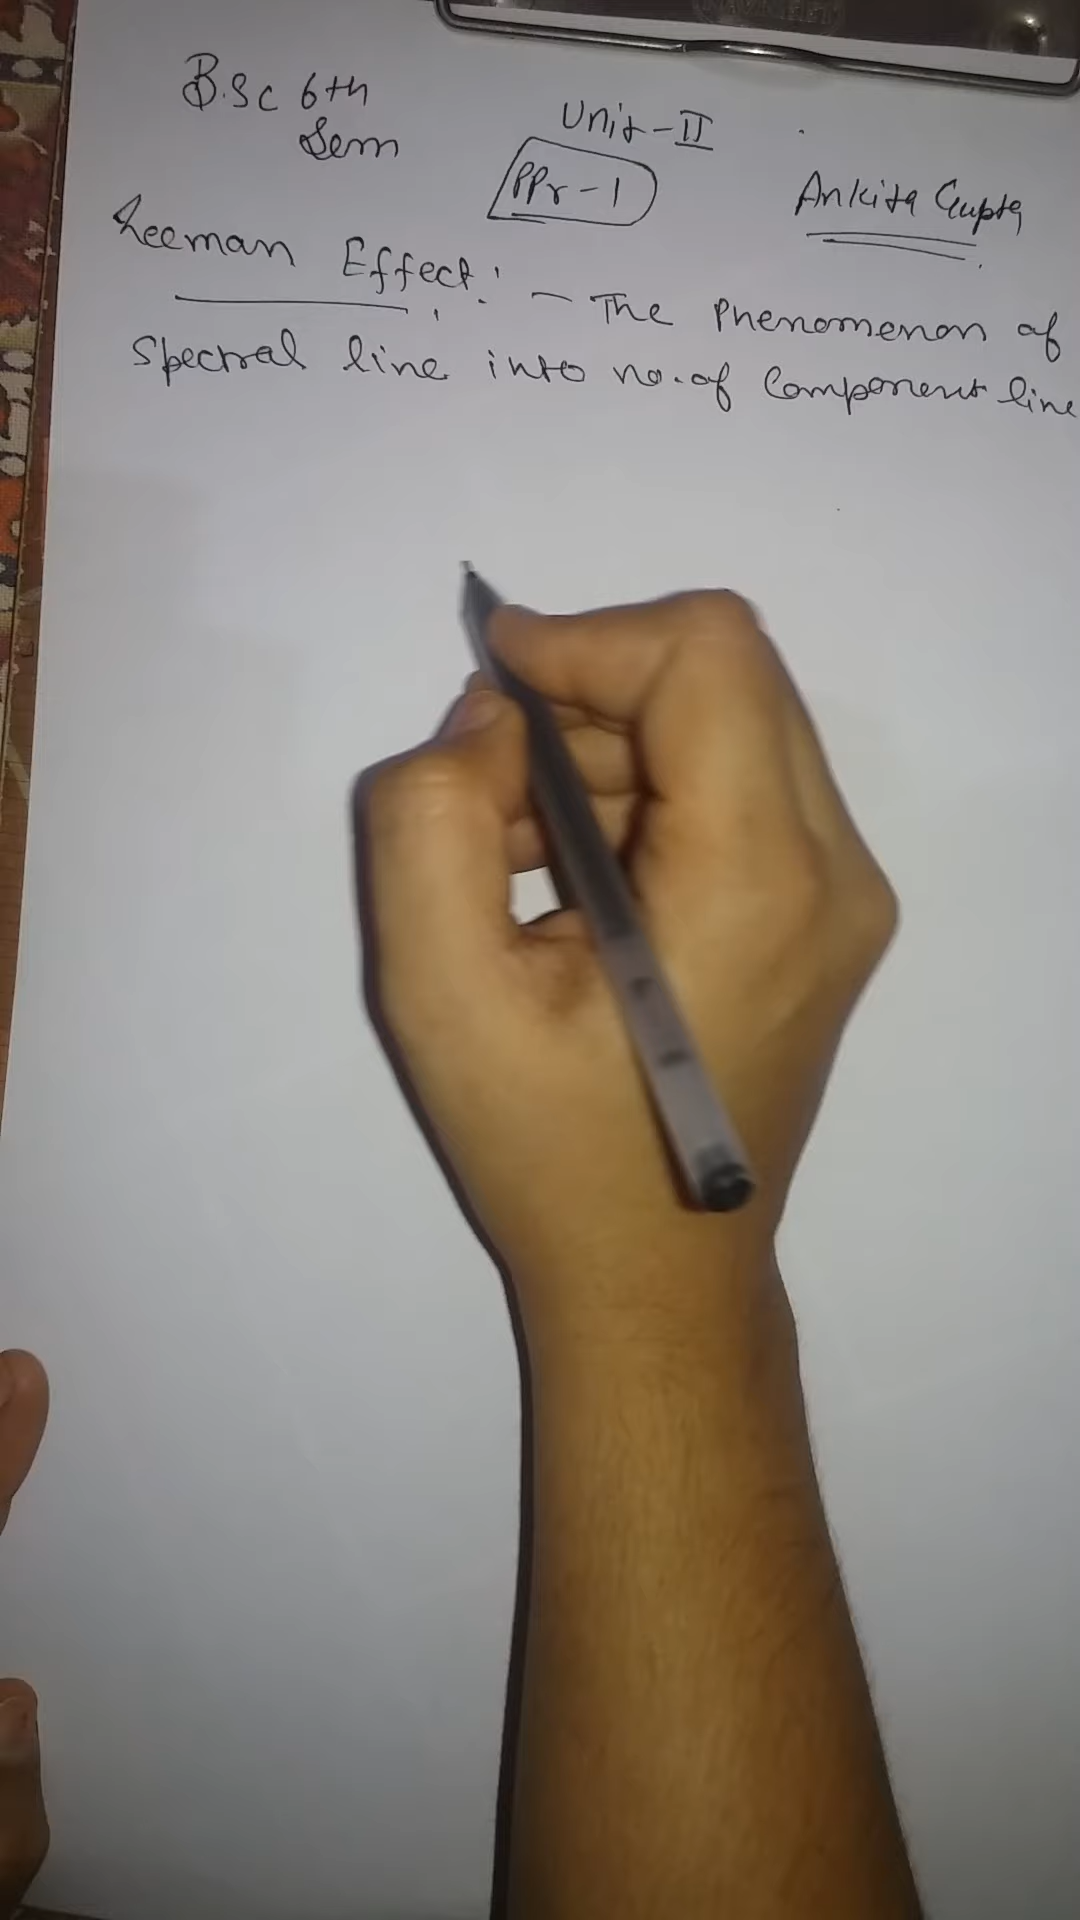 B.Sc 6th
Sem
Unit-II
PPr-1
Ankita Gupta
Zeeman Effect:- The Phenomenon of
Spectral line into no. of Component line